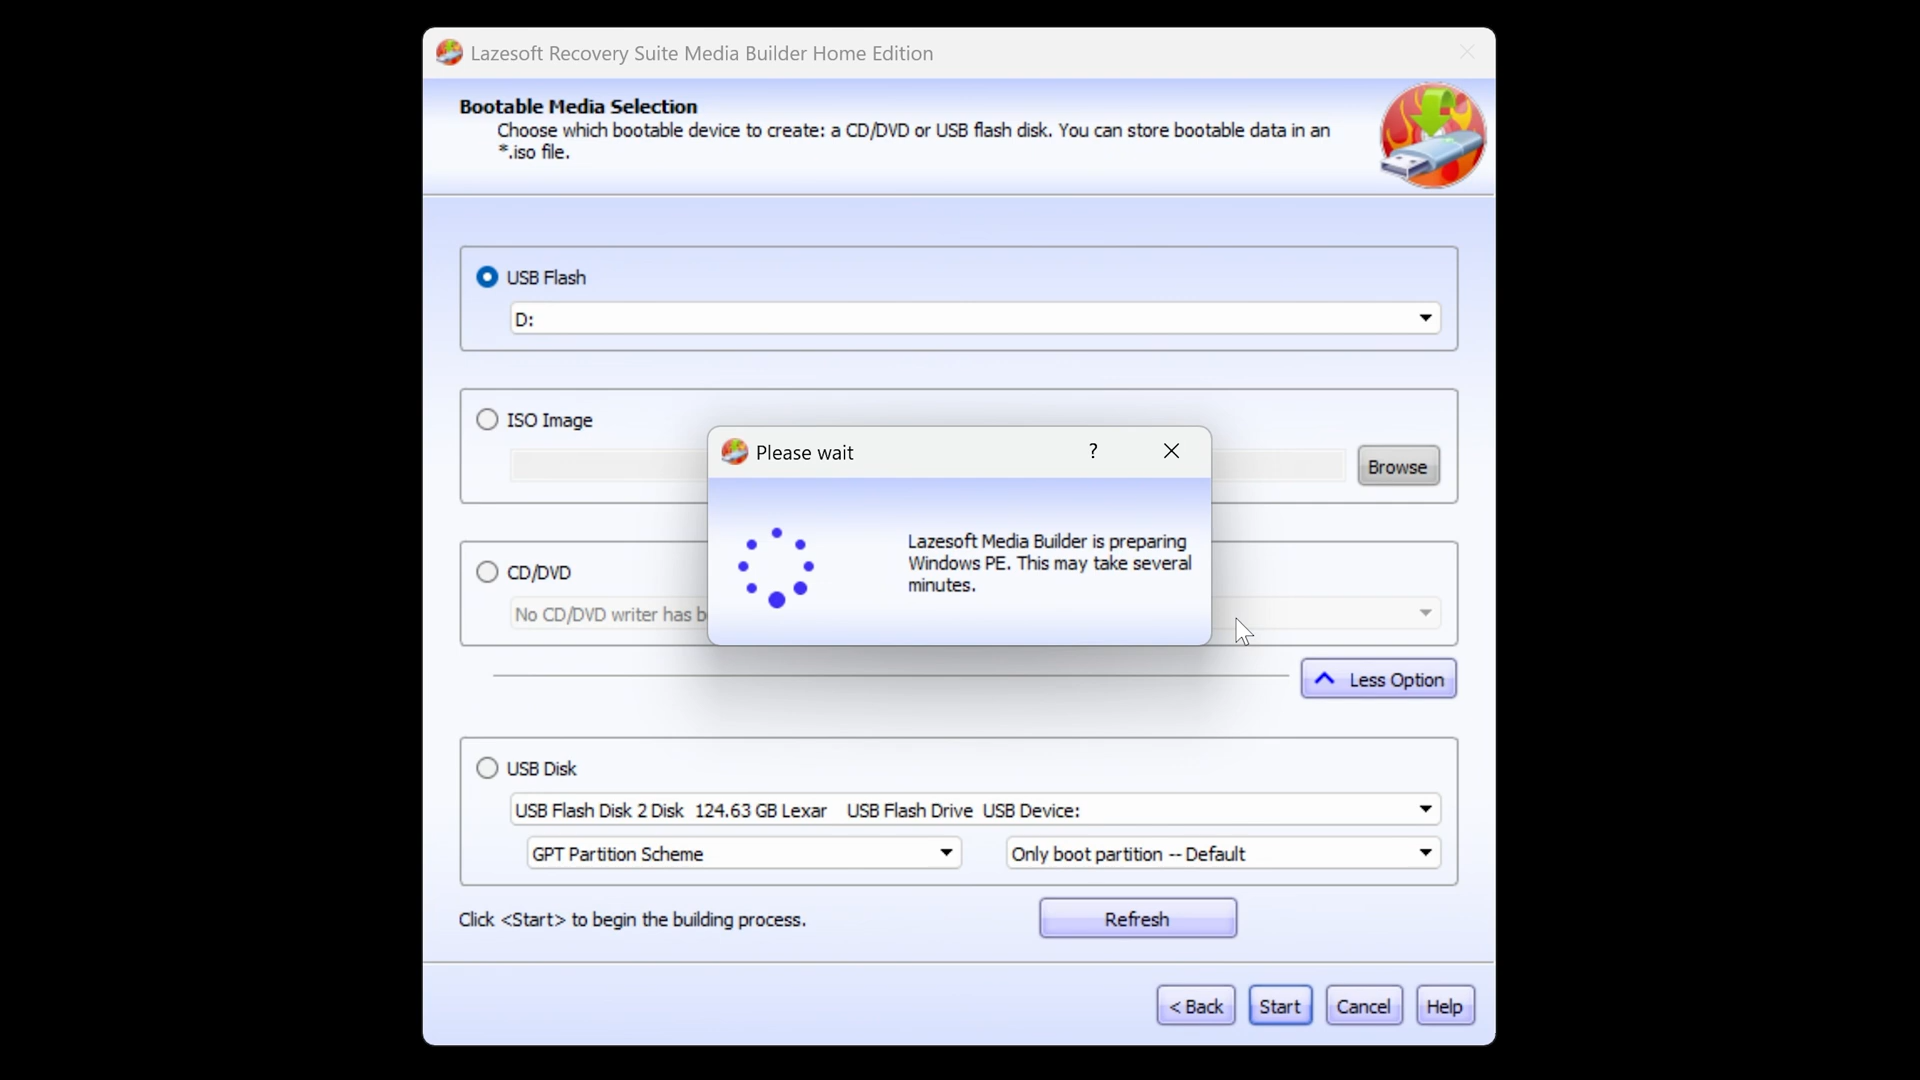 Lazesoft Recovery Suite Media Builder Home Edition
Bootable Media Selection
Choose which bootable device to create: a CD/DVD or USB flash disk. You can store bootable data in an
*.iso file.
USB Flash
D:
ISO Image
Browse
Please wait
?
Lazesoft Media Builder is preparing
Windows PE. This may take several
minutes.
CD/DVD
No CD/DVD writer has b
Less Option
USB Disk
USB Flash Disk 2 Disk 124.63 GB Lexar USB Flash Drive USB Device:
GPT Partition Scheme
Only boot partition -- Default
Click <Start> to begin the building process.
Refresh
< Back
Start
Cancel
Help